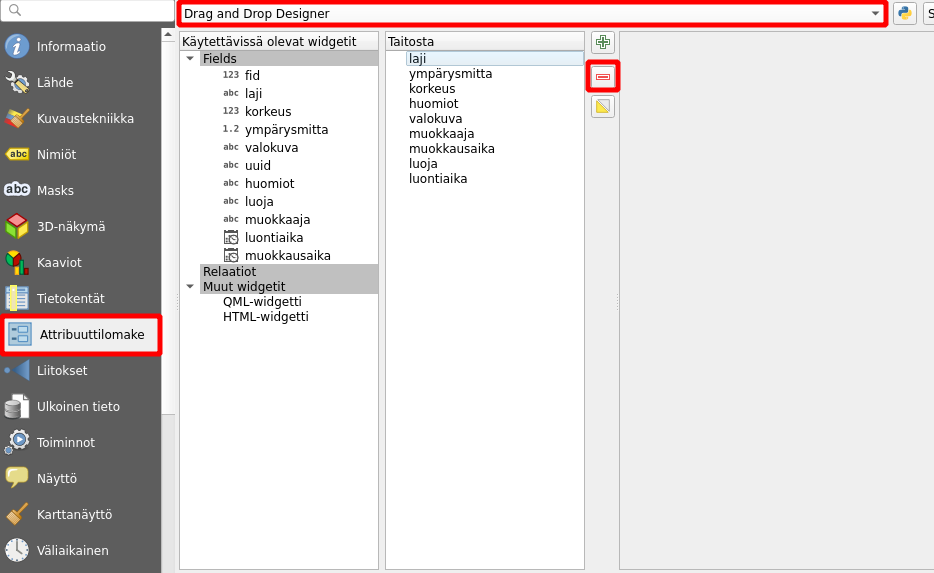 Drag and Drop Designer
S
Informaatio
Lähde
Kuvaustekniikka
abc Nimiöt
abc Masks
3D-näkymä
Kaaviot
Tietokentät
Attribuuttilomake
Liitokset
Ulkoinen tieto
Toiminnot
Näyttö
Karttanäyttö
Väliaikainen
Käytettävissä olevat widgetit
Fields
123 fid
abc laji
123 korkeus
1.2 ympärysmitta
abc valokuva
abc uuid
abc huomiot
abc luoja
abc muokkaaja
luontiaika
muokkausaika
Relaatiot
Muut widgetit
QML-widgetti
HTML-widgetti
Taitosta
laji
ympärysmitta
korkeus
huomiot
valokuva
muokkaaja
muokkausaika
luoja
luontiaika